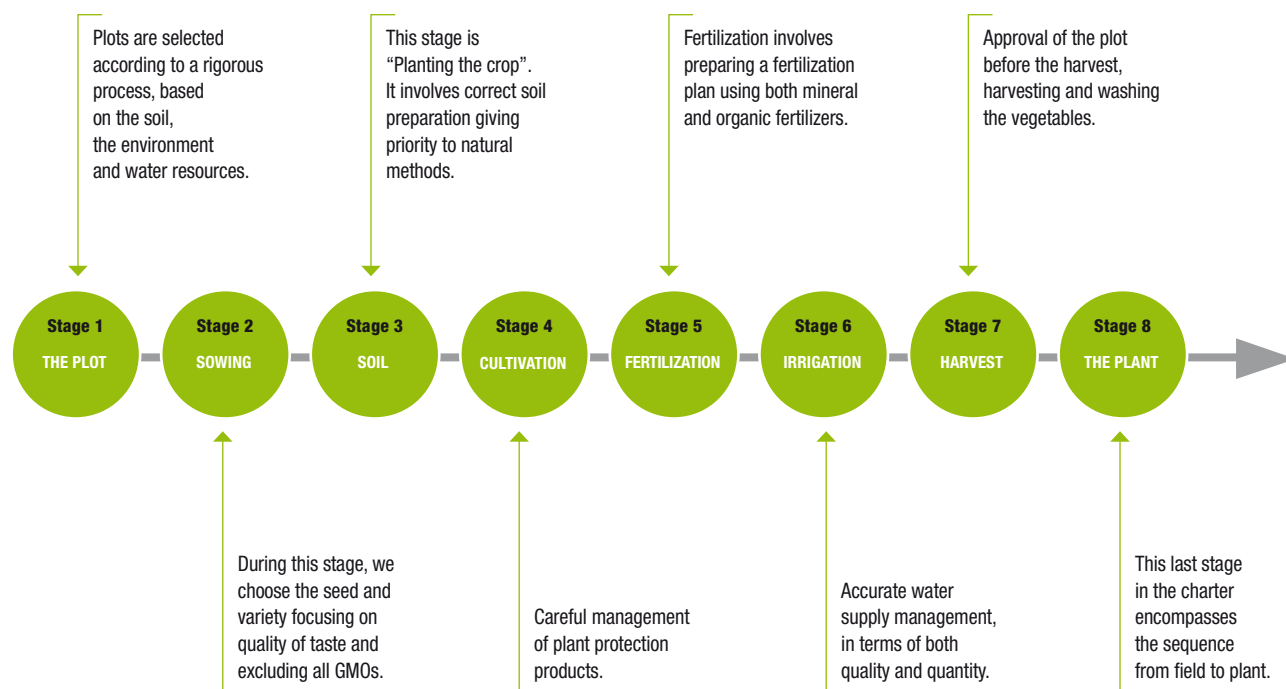 Plots are selected
according to a rigorous
process, based
on the soil,
the environment
and water resources.
This stage is
“Planting the crop”.
It involves correct soil
preparation giving
priority to natural
methods.
Fertilization involves
preparing a fertilization
plan using both mineral
and organic fertilizers.
Approval of the plot
before the harvest,
harvesting and washing
the vegetables.
Stage 1
THE PLOT
Stage 2
SOWING
Stage 3
SOIL
Stage 4
CULTIVATION
Stage 5
FERTILIZATION
Stage 6
IRRIGATION
Stage 7
HARVEST
Stage 8
THE PLANT
During this stage, we
choose the seed and
variety focusing on
quality of taste and
excluding all GMOs.
Careful management
of plant protection
products.
Accurate water
supply management,
in terms of both
quality and quantity.
This last stage
in the charter
encompasses
the sequence
from field to plant.